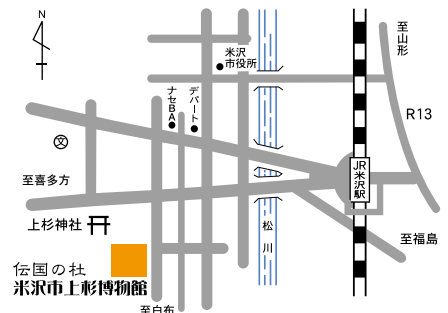 N
至山形
米沢
市役所
ナセBA
デパート
R13
文
JR米沢駅
至喜多方
上杉神社
松川
至福島
伝国の杜
米沢市上杉博物館
至白布